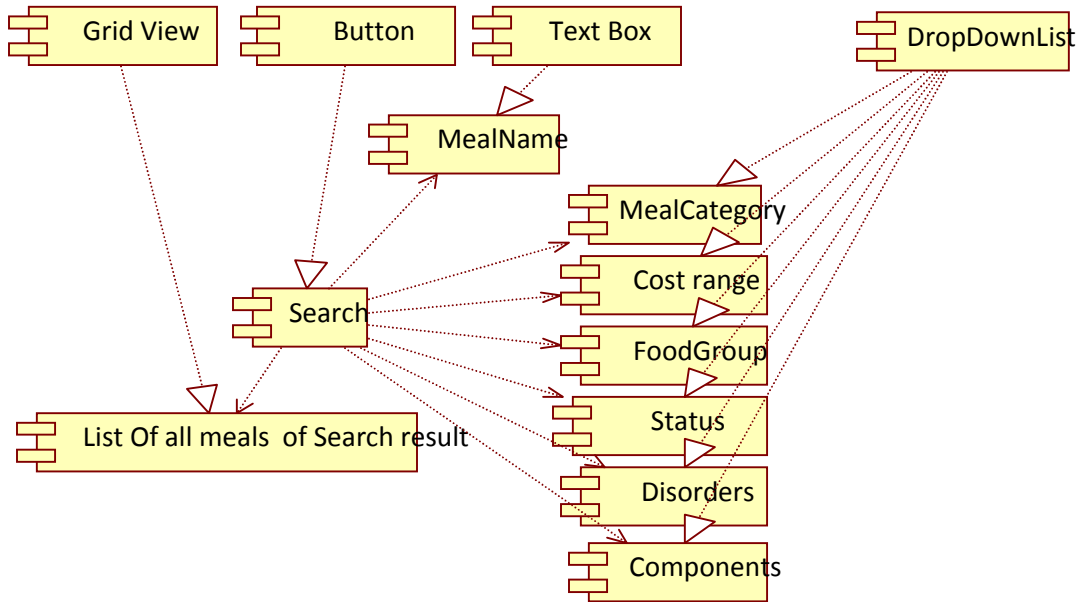 Grid View
Button
Text Box
DropDownList
MealName
MealCategory
Cost range
Search
FoodGroup
Status
List Of all meals  of Search result
Disorders
Components